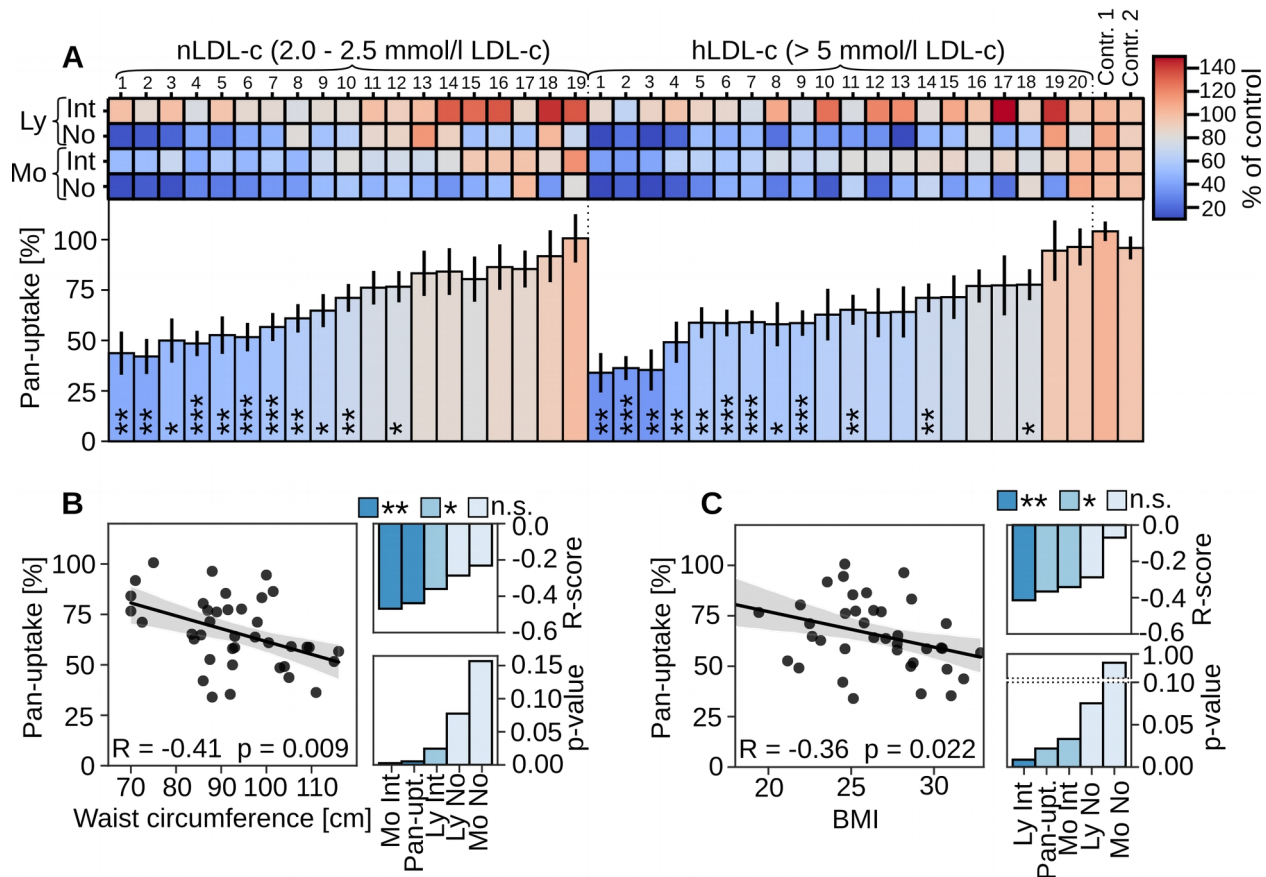 A
nLDL-c (2.0 - 2.5 mmol/l LDL-c)
hLDL-c (> 5 mmol/l LDL-c)
Contr. 1
Contr. 2
1 2 3 4 5 6 7 8 9 10 11 12 13 14 15 16 17 18 19
1 2 3 4 5 6 7 8 9 10 11 12 13 14 15 16 17 18 19 20
Ly
Int
No
Mo
Int
No
140
120
100
80
60
40
20
% of control
Pan-uptake [%]
100
75
50
25
0
** ** * *** ** *** *** ** * ** *
** *** ** ** ** *** *** * *** ** ** *
B
** * n.s.
Pan-uptake [%]
100
75
50
25
0
R = -0.41 p = 0.009
70 80 90 100 110
Waist circumference [cm]
0.0
-0.2
-0.4
-0.6
R-score
0.15
0.10
0.05
0.00
p-value
Mo Int
Pan-upt.
Ly Int
Ly No
Mo No
C
** * n.s.
Pan-uptake [%]
100
75
50
25
0
R = -0.36 p = 0.022
20 25 30
BMI
0.0
-0.2
-0.4
-0.6
R-score
1.00
0.10
0.05
0.00
p-value
Ly Int
Pan-upt.
Mo Int
Ly No
Mo No